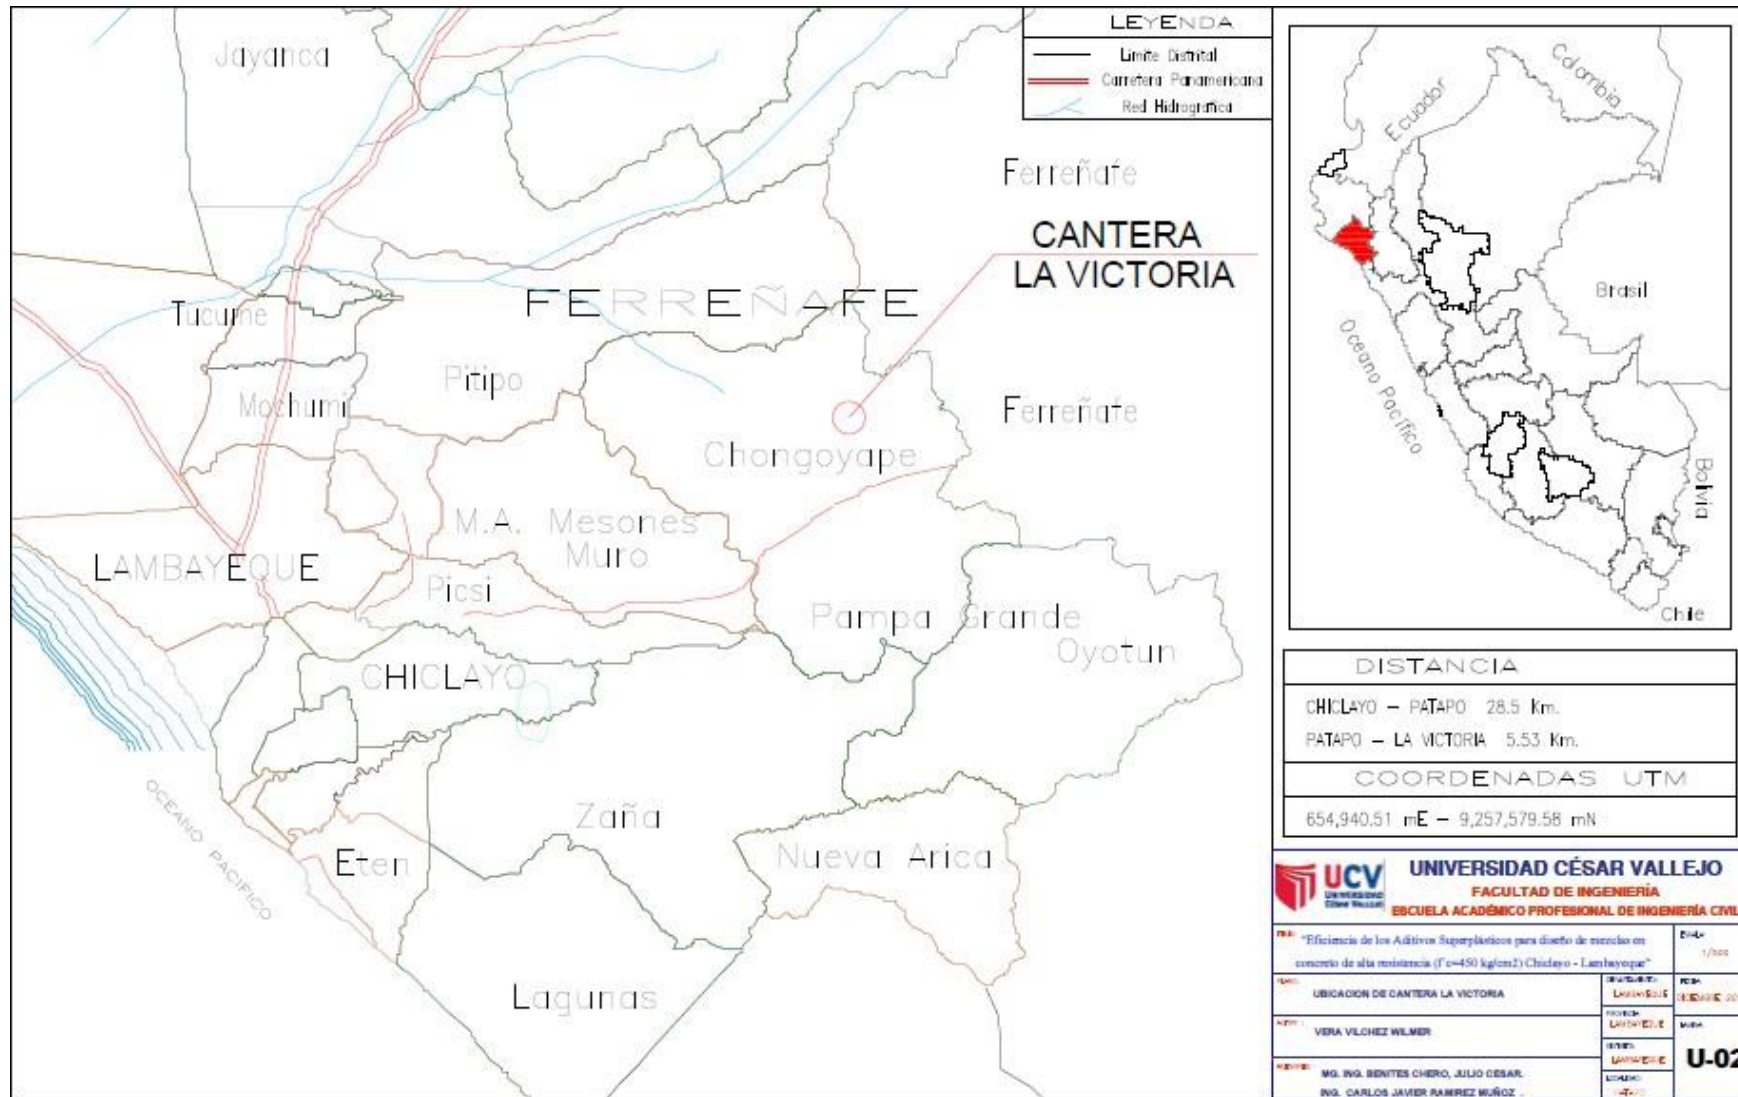 Jayanca
LEYENDA
Limite Distrital
Carretera Panamericana
Red Hidrografica
Ferreñafe
CANTERA
LA VICTORIA
FERREÑAFE
Tucume
Pitipo
Mochumi
Ferreñafe
Chongoyape
M.A. Mesones
Muro
LAMBAYEQUE
Picsi
Pampa Grande
Oyotun
CHICLAYO
OCEANO PACIFICO
Zaña
Eten
Nueva Arica
Lagunas
Colombia
Ecuador
Brasil
Oceano Pacífico
Bolivia
Chile
DISTANCIA
CHICLAYO – PATAPO 28.5 Km.
PATAPO – LA VICTORIA 5.53 Km.
COORDENADAS UTM
654,940.51 mE – 9,257,579.58 mN
UCV
UNIVERSIDAD
César Vallejo
UNIVERSIDAD CÉSAR VALLEJO
FACULTAD DE INGENIERÍA
ESCUELA ACADÉMICO PROFESIONAL DE INGENIERÍA CIVIL
"Eficiencia de los Aditivos Superplásticos para diseño de mezclas en
concreto de alta resistencia (f'c=450 kg/cm2) Chiclayo - Lambayeque"
UBICACION DE CANTERA LA VICTORIA
LAMBAYEQUE
DICIEMBRE
VERA VILCHEZ WILMER
LAMBAYEQUE
LAMBAYEQUE
U-02
MG. ING. BENITES CHERO, JULIO CÉSAR.
ING. CARLOS JAVIER RAMIREZ MUÑOZ .